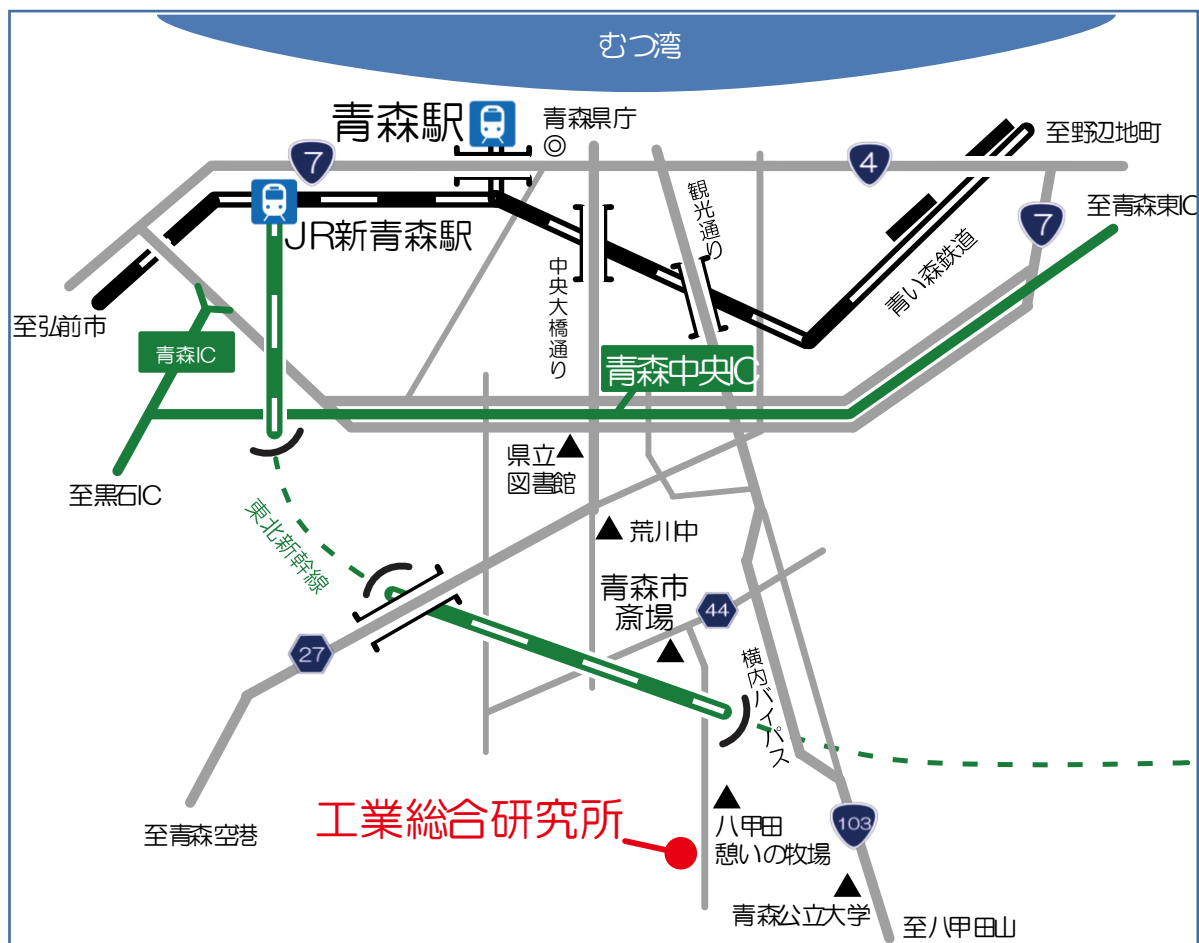 むつ湾
青森駅
青森県庁
7
4
至野辺地町
観光通り
至青森東IC
7
JR新青森駅
青い森鉄道
中央大橋通り
至弘前市
青森IC
青森中央IC
県立
図書館
至黒石IC
東北新幹線
荒川中
青森市
斎場
44
27
横内バイパス
工業総合研究所
八甲田
憩いの牧場
103
至青森空港
青森公立大学
至八甲田山